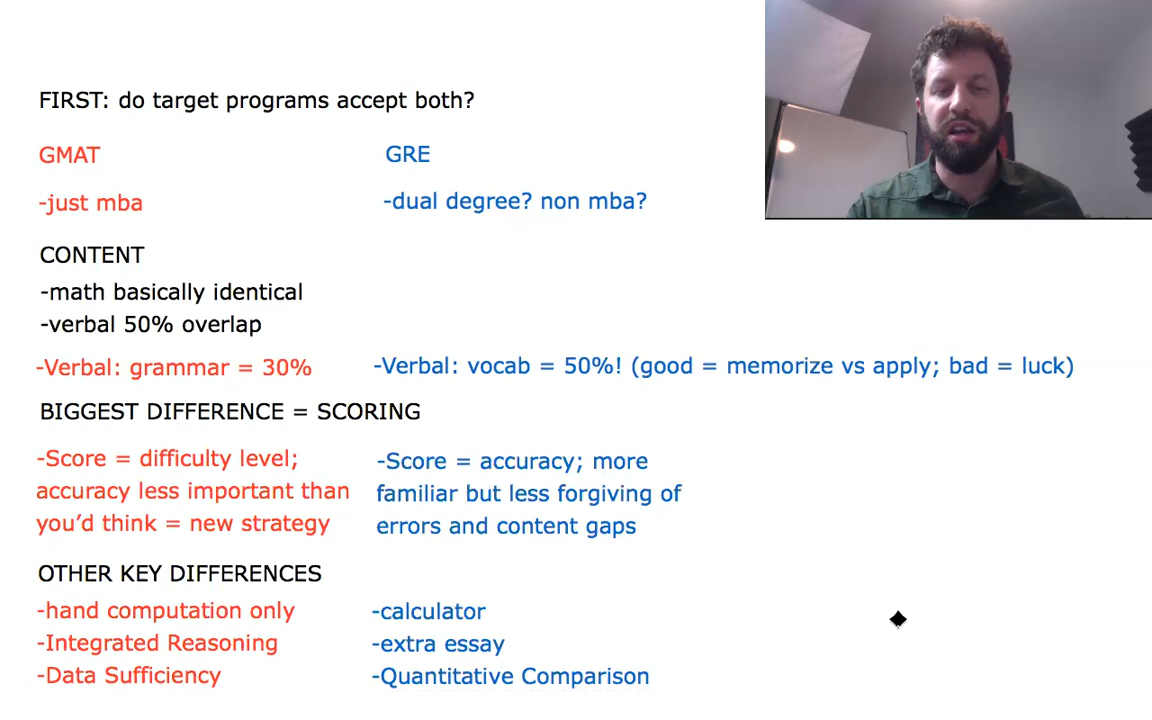 FIRST: do target programs accept both?
GMAT
GRE
-just mba
-dual degree? non mba?
CONTENT
-math basically identical
-verbal 50% overlap
-Verbal: grammar = 30%
-Verbal: vocab = 50%! (good = memorize vs apply; bad = luck)
BIGGEST DIFFERENCE = SCORING
-Score = difficulty level;
accuracy less important than
you'd think = new strategy
-Score = accuracy; more
familiar but less forgiving of
errors and content gaps
OTHER KEY DIFFERENCES
-hand computation only
-Integrated Reasoning
-Data Sufficiency
-calculator
-extra essay
-Quantitative Comparison